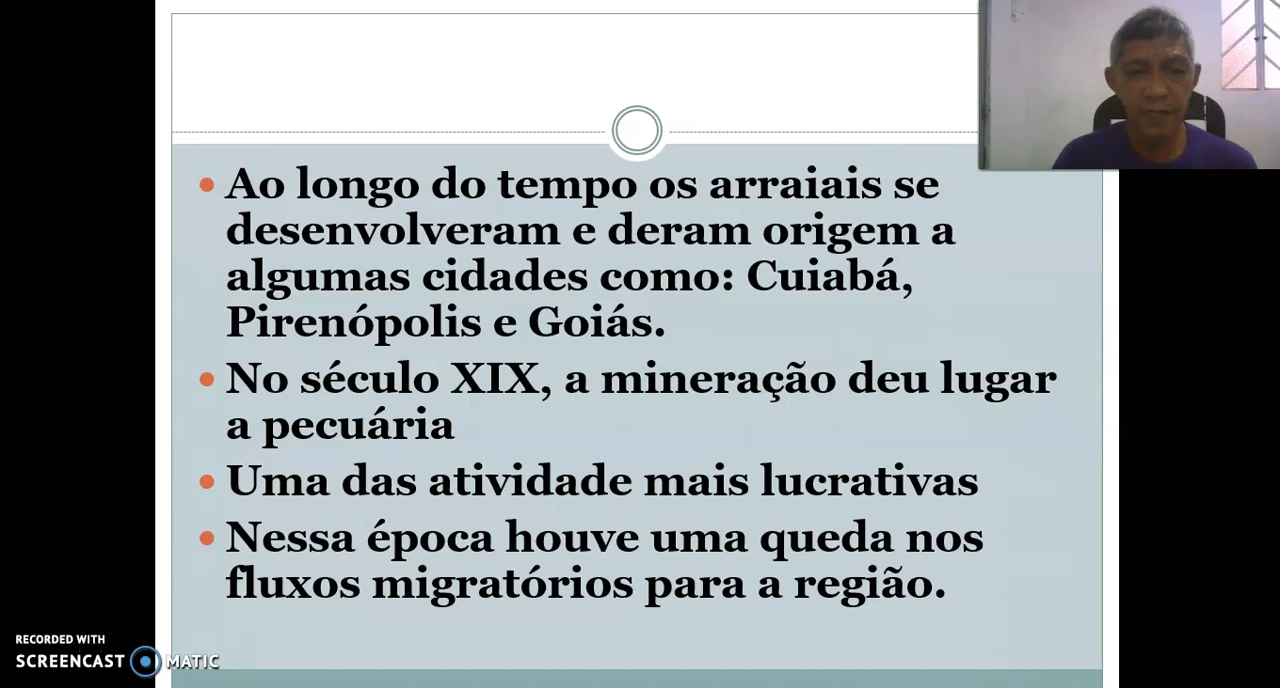 Ao longo do tempo os arraiais se
desenvolveram e deram origem a
algumas cidades como: Cuiabá,
Pirenópolis e Goiás.
No século XIX, a mineração deu lugar
a pecuária
Uma das atividade mais lucrativas
Nessa época houve uma queda nos
fluxos migratórios para a região.
RECORDED WITH
SCREENCAST MATIC